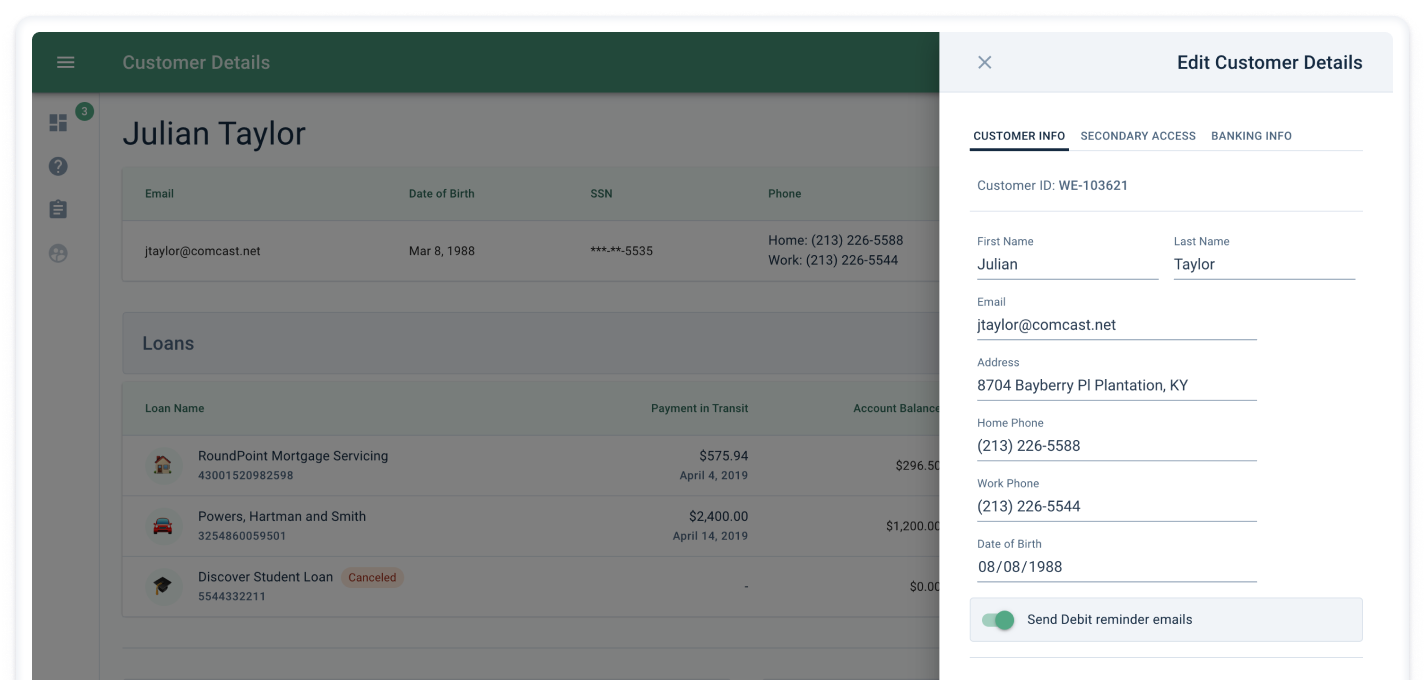 Customer Details
3
Julian Taylor
Email Date of Birth SSN Phone
jtaylor@comcast.net Mar 8, 1988 ***-**-5535 Home: (213) 226-5588
Work: (213) 226-5544
Loans
Loan Name Payment in Transit Account Balance
RoundPoint Mortgage Servicing $575.94 $296.50
43001520982598 April 4, 2019
Powers, Hartman and Smith $2,400.00 $1,200.00
3254860059501 April 14, 2019
Discover Student Loan Canceled - $0.00
5544332211
Edit Customer Details
CUSTOMER INFO SECONDARY ACCESS BANKING INFO
Customer ID: WE-103621
First Name Last Name
Julian Taylor
Email
jtaylor@comcast.net
Address
8704 Bayberry Pl Plantation, KY
Home Phone
(213) 226-5588
Work Phone
(213) 226-5544
Date of Birth
08/08/1988
Send Debit reminder emails